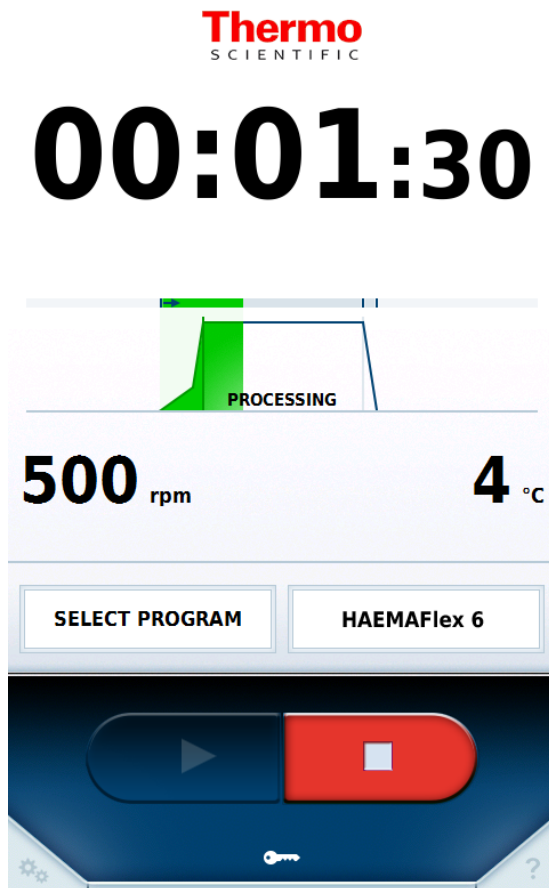 Thermo
SCIENTIFIC
00:01:30
PROCESSING
500 rpm
4 °C
SELECT PROGRAM
HAEMAFlex 6
?